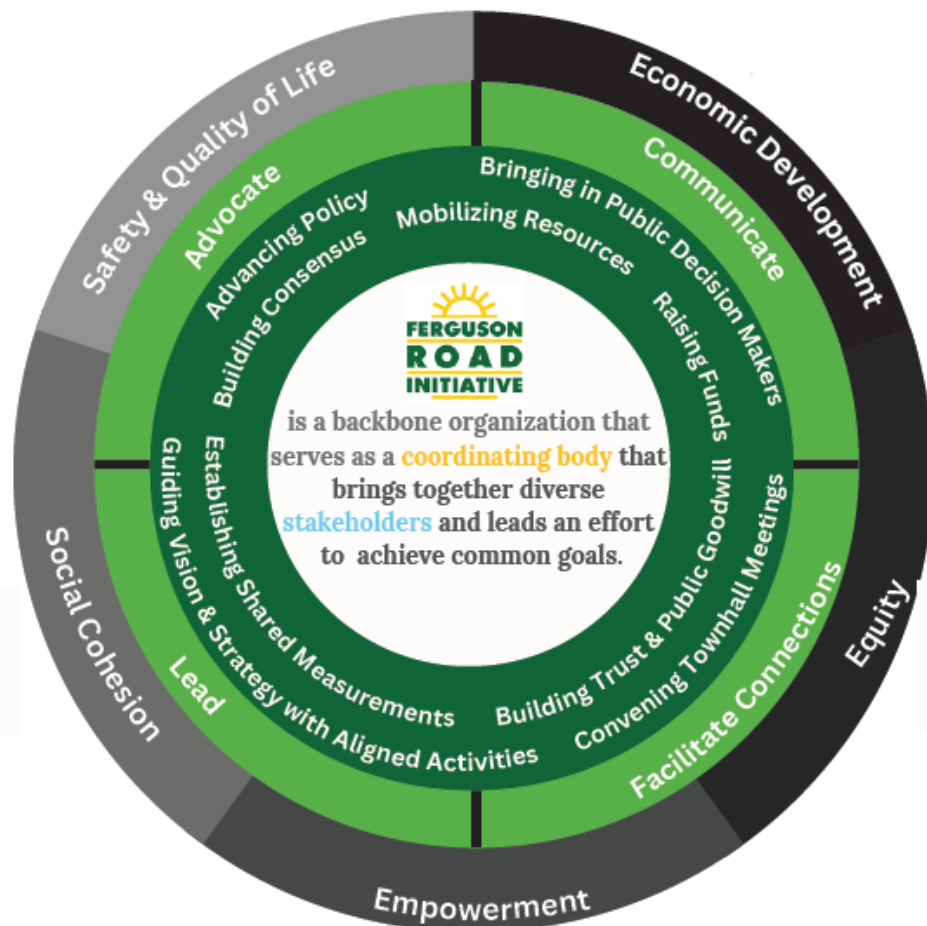 Safety & Quality of Life
Economic Development
Equity
Empowerment
Social Cohesion
Advocate
Communicate
Facilitate Connections
Lead
Advancing Policy
Building Consensus
Bringing in Public Decision Makers
Mobilizing Resources
Raising Funds
Building Trust & Public Goodwill
Convening Townhall Meetings
Establishing Shared Measurements
Guiding Vision & Strategy with Aligned Activities
FERGUSON
ROAD
INITIATIVE
is a backbone organization that
serves as a coordinating body that
brings together diverse
stakeholders and leads an effort
to achieve common goals.